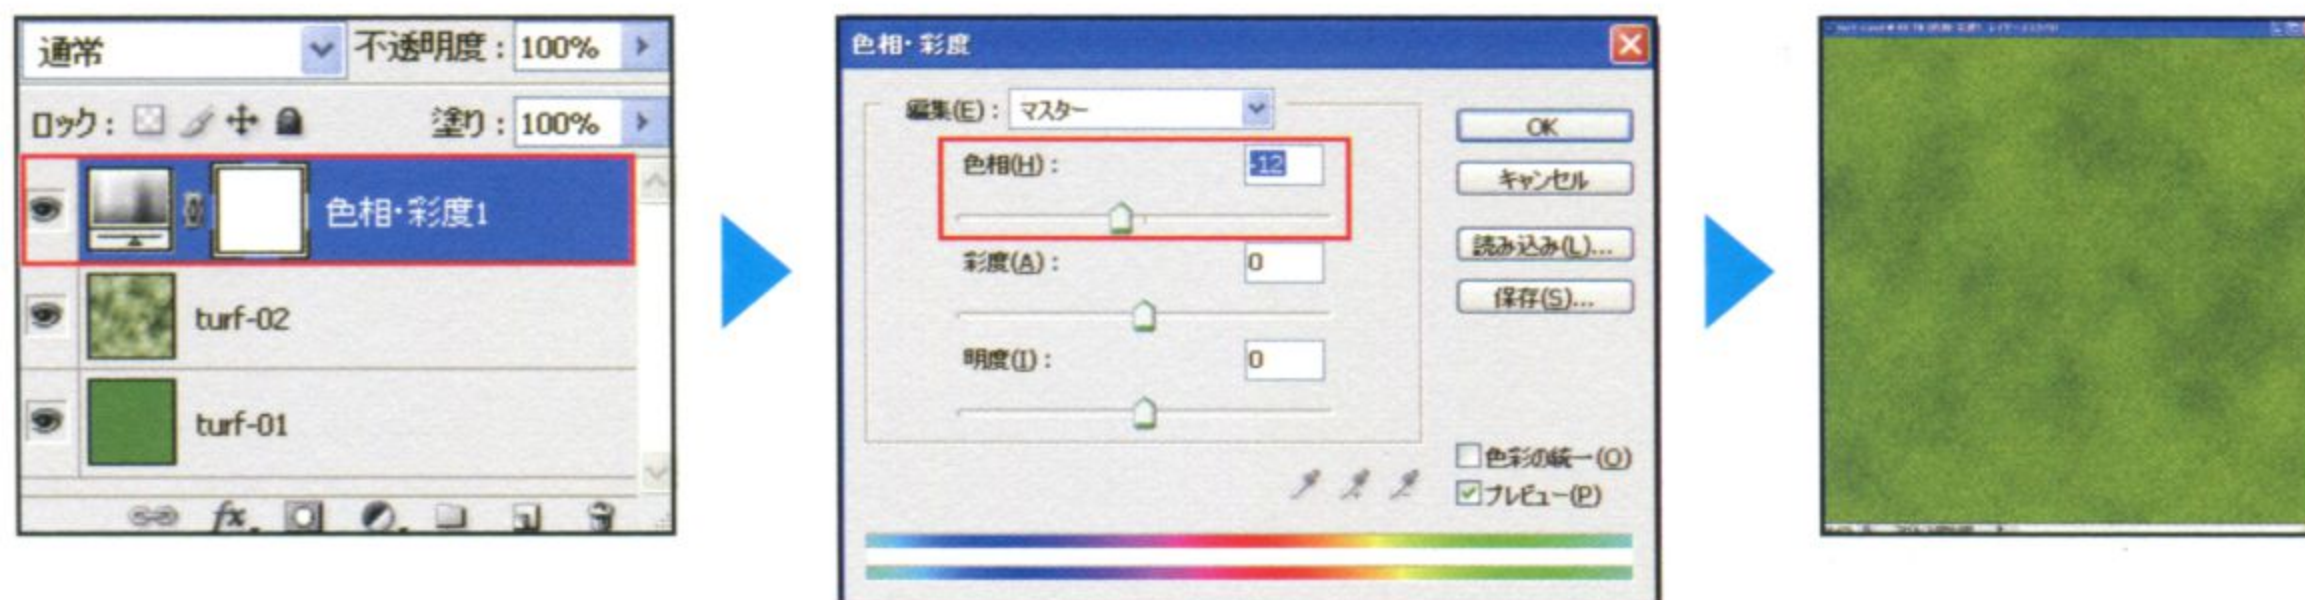 通常
不透明度 : 100%
ロック :
塗り : 100%
色相・彩度1
turf-02
turf-01
fx.
色相・彩度
編集(E) : マスター
色相(H) : -12
彩度(A) : 0
明度(I) : 0
OK
キャンセル
読み込み(L)...
保存(S)...
色彩の統一(O)
プレビュー(P)